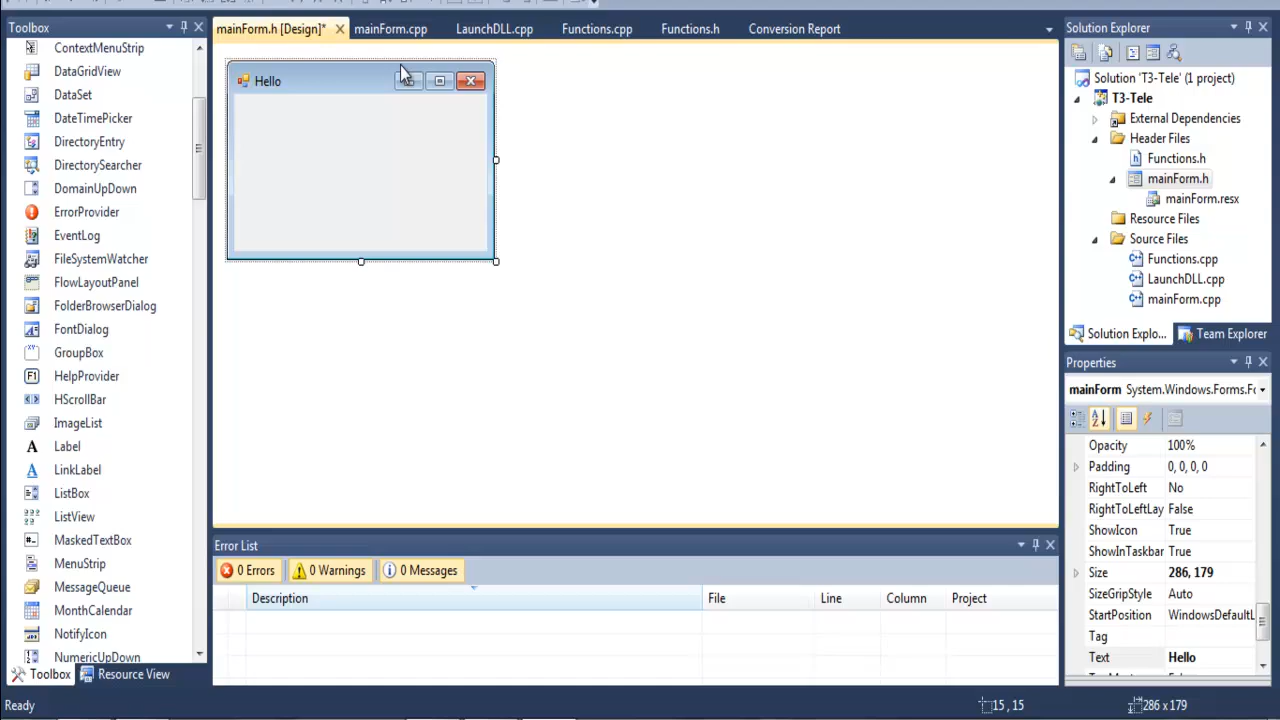 Toolbox
ContextMenuStrip
DataGridView
DataSet
DateTimePicker
DirectoryEntry
DirectorySearcher
DomainUpDown
ErrorProvider
EventLog
FileSystemWatcher
FlowLayoutPanel
FolderBrowserDialog
FontDialog
GroupBox
HelpProvider
HScrollBar
ImageList
Label
LinkLabel
ListBox
ListView
MaskedTextBox
MenuStrip
MessageQueue
MonthCalendar
NotifyIcon
NumericUpDown
Toolbox Resource View
mainForm.h [Design]* mainForm.cpp LaunchDLL.cpp Functions.cpp Functions.h Conversion Report
Hello
Error List
0 Errors 0 Warnings 0 Messages
Description File Line Column Project
Solution Explorer
Solution 'T3-Tele' (1 project)
T3-Tele
External Dependencies
Header Files
Functions.h
mainForm.h
mainForm.resx
Resource Files
Source Files
Functions.cpp
LaunchDLL.cpp
mainForm.cpp
Solution Explo... Team Explorer
Properties
mainForm System.Windows.Forms.Fo
Opacity 100%
Padding 0, 0, 0, 0
RightToLeft No
RightToLeftLay False
ShowIcon True
ShowInTaskbar True
Size 286, 179
SizeGripStyle Auto
StartPosition WindowsDefaultL
Tag
Text Hello
Ready 15, 15 286 x 179